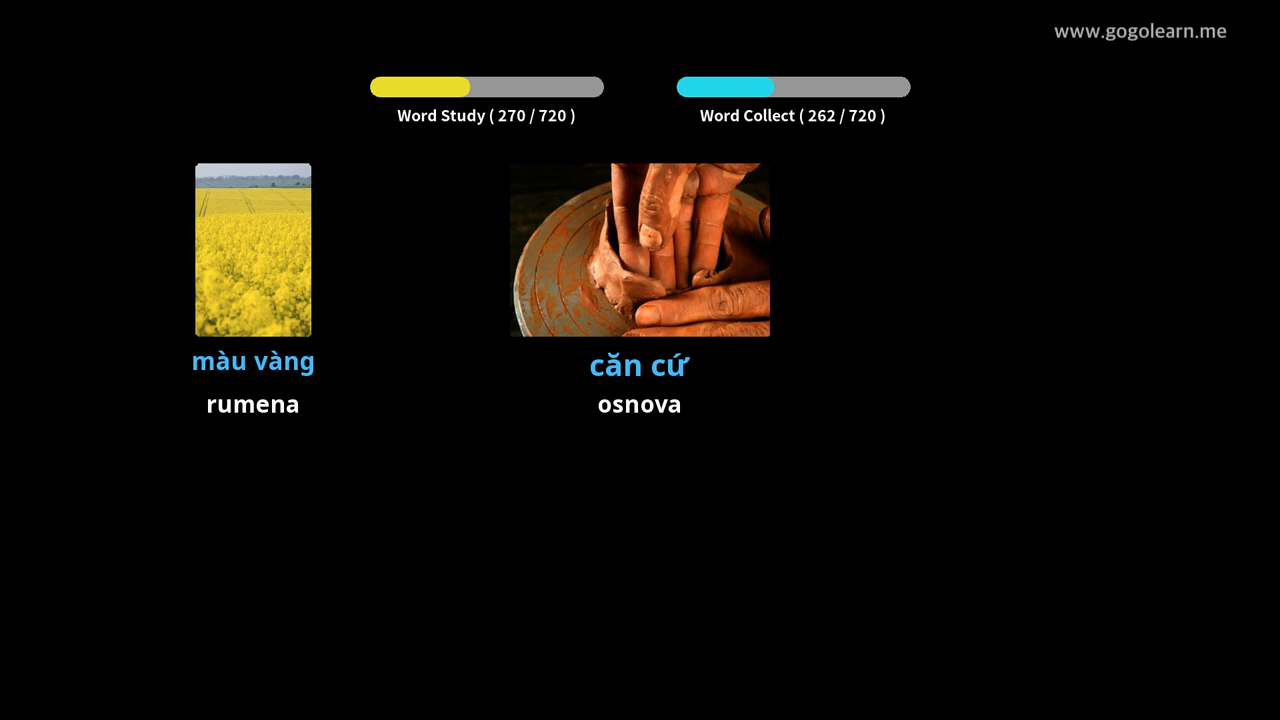 www.gogolearn.me
Word Study ( 270 / 720 )
Word Collect ( 262 / 720 )
màu vàng
rumena
căn cứ
osnova